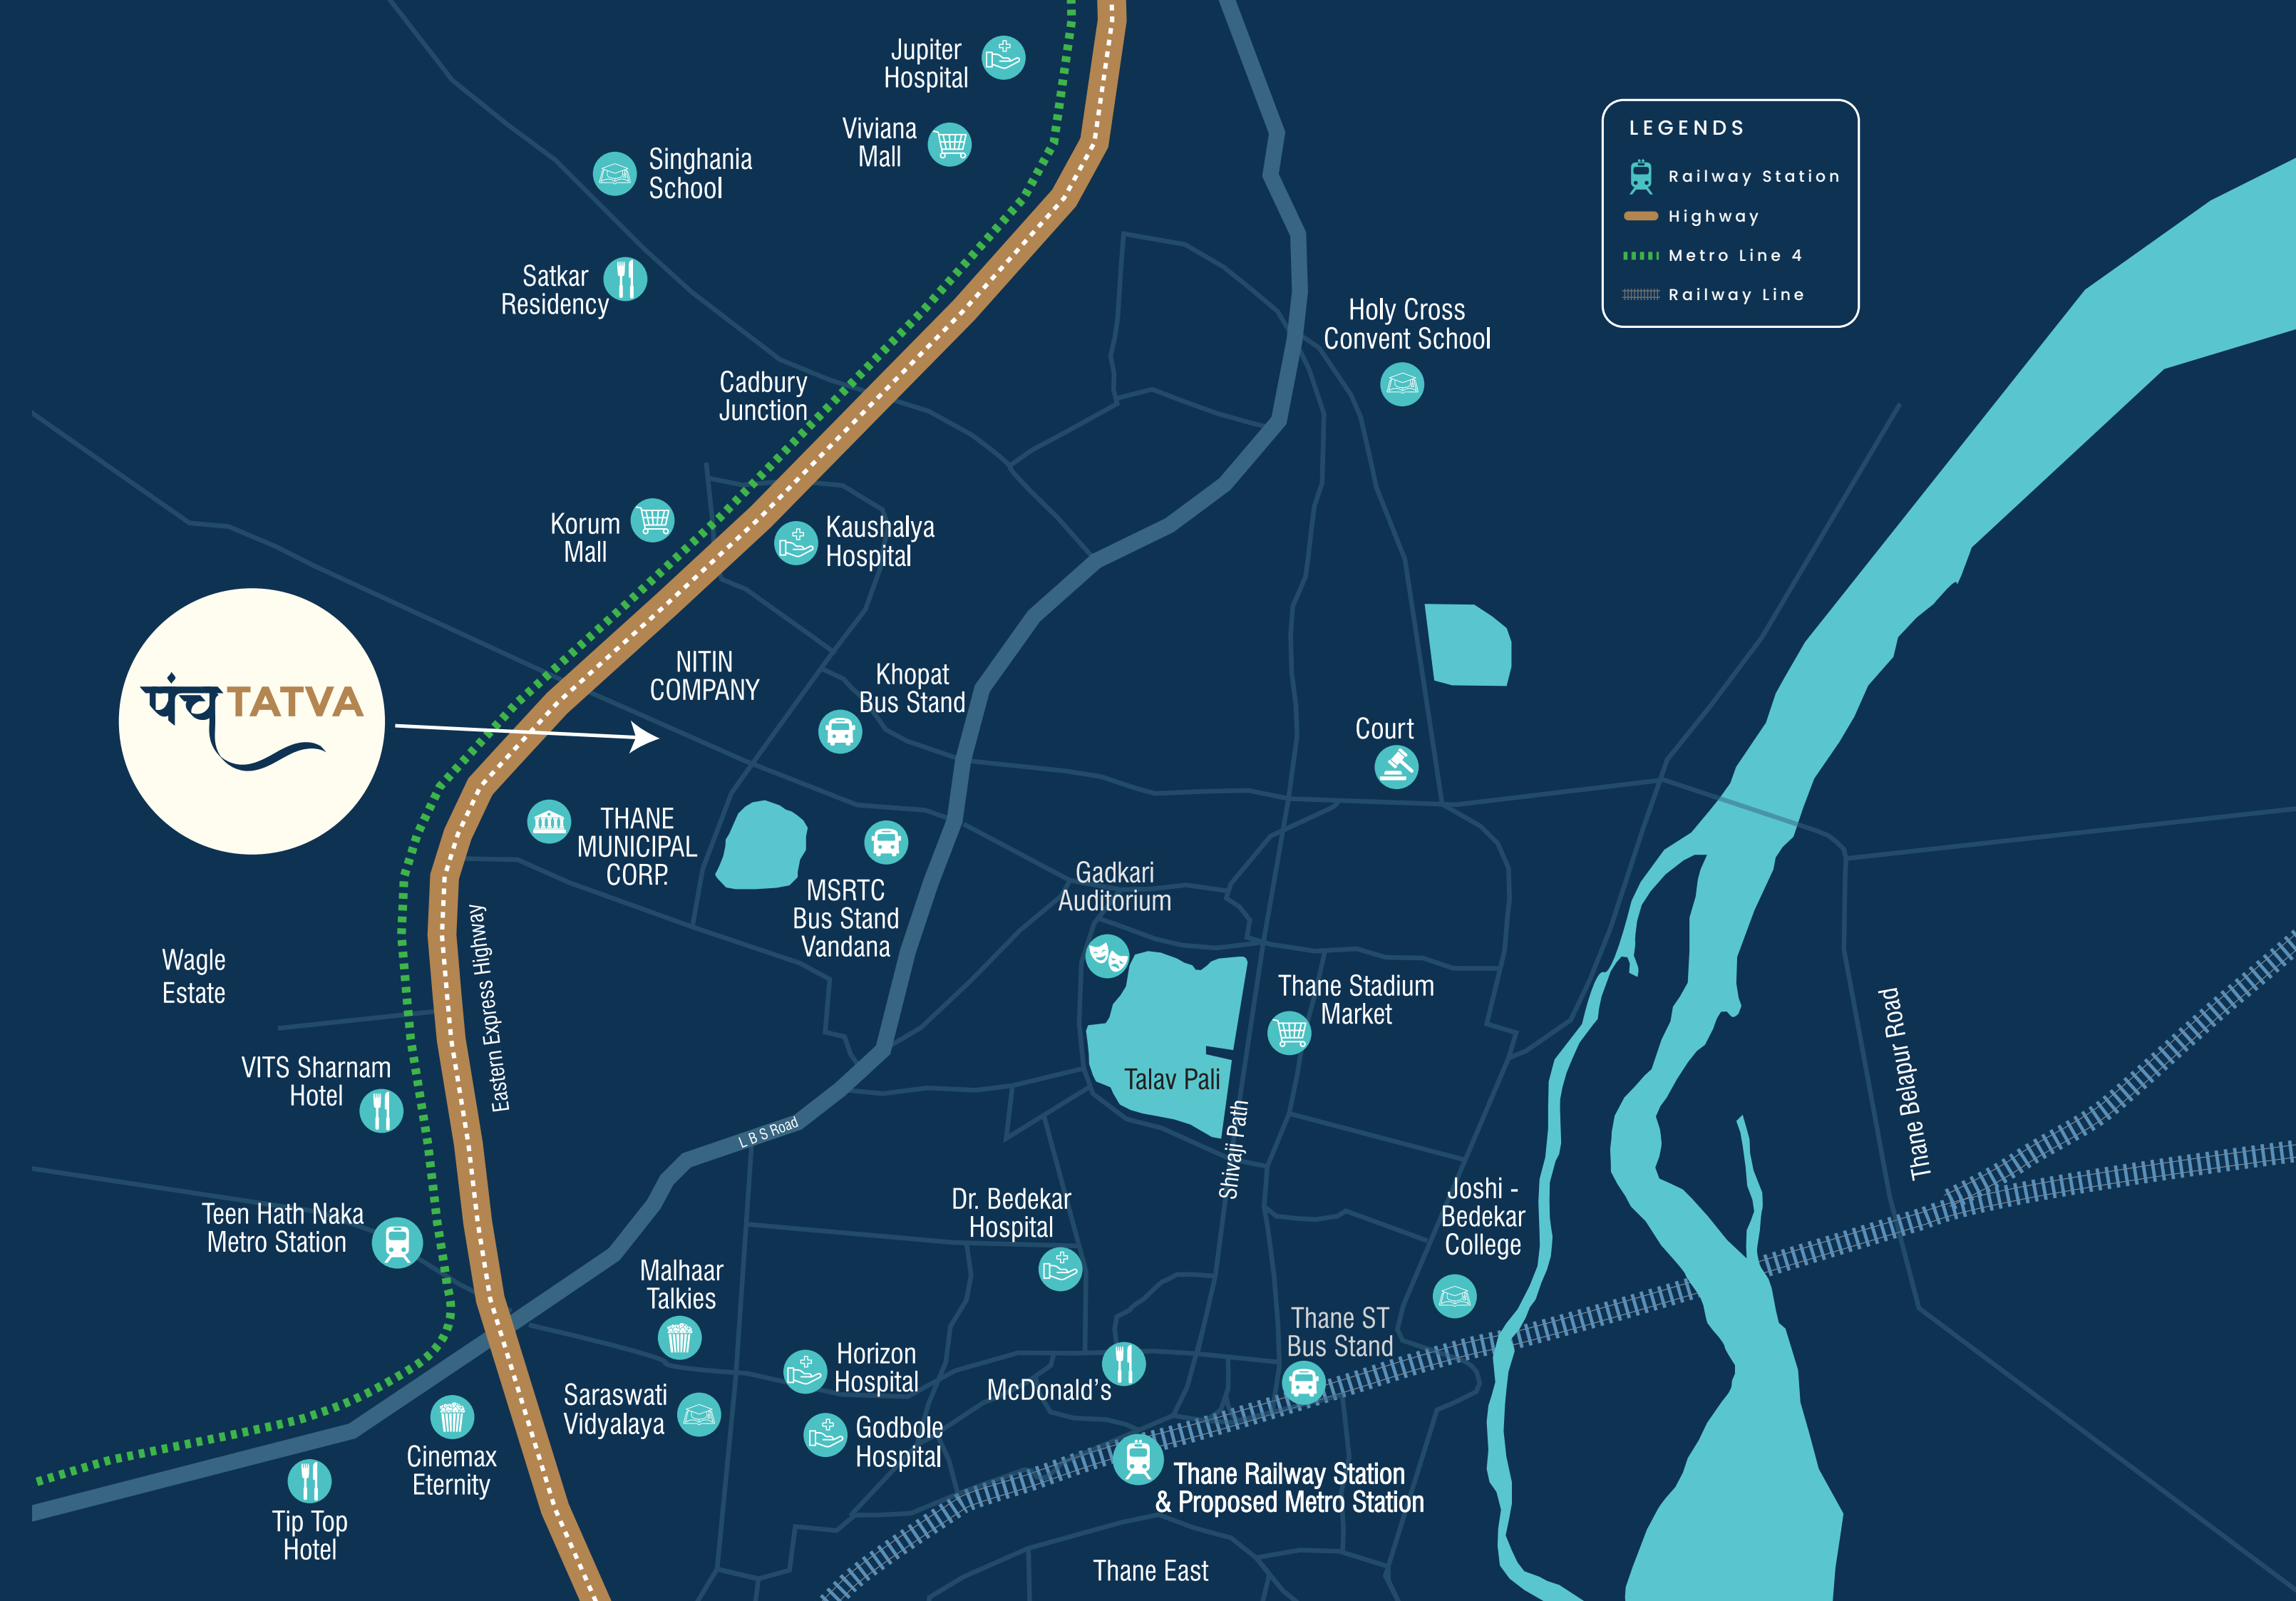 Jupiter
Hospital
Viviana
Mall
Singhania
School
Satkar
Residency
Cadbury
Junction
Holy Cross
Convent School
LEGENDS
Railway Station
Highway
Metro Line 4
Railway Line
Korum
Mall
Kaushalya
Hospital
पंच TATVA
NITIN
COMPANY
Khopat
Bus Stand
Court
THANE
MUNICIPAL
CORP.
MSRTC
Bus Stand
Vandana
Gadkari
Auditorium
Wagle
Estate
Eastern Express Highway
Thane Stadium
Market
Talav Pali
Shivaji Path
Thane Belapur Road
VITS Sharnam
Hotel
L B S Road
Teen Hath Naka
Metro Station
Dr. Bedekar
Hospital
Joshi -
Bedekar
College
Malhaar
Talkies
Thane ST
Bus Stand
Horizon
Hospital
McDonald's
Saraswati
Vidyalaya
Godbole
Hospital
Cinemax
Eternity
Thane Railway Station
& Proposed Metro Station
Tip Top
Hotel
Thane East